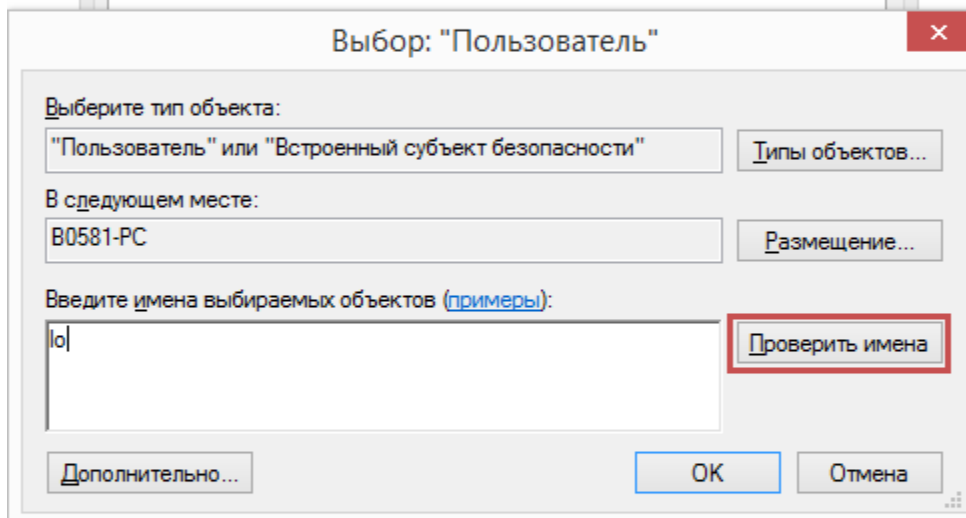 Выбор: "Пользователь"
Выберите тип объекта:
"Пользователь" или "Встроенный субъект безопасности"
Типы объектов...
В следующем месте:
B0581-PC
Размещение...
Введите имена выбираемых объектов (примеры):
lo
Проверить имена
Дополнительно...
OK
Отмена